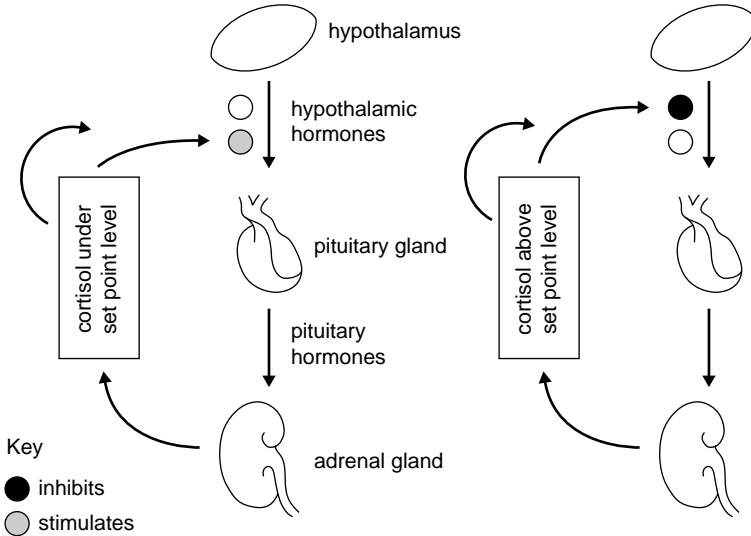 hypothalamus
hypothalamic
hormones
cortisol under
set point level
pituitary gland
pituitary
hormones
adrenal gland
cortisol above
set point level
Key
inhibits
stimulates